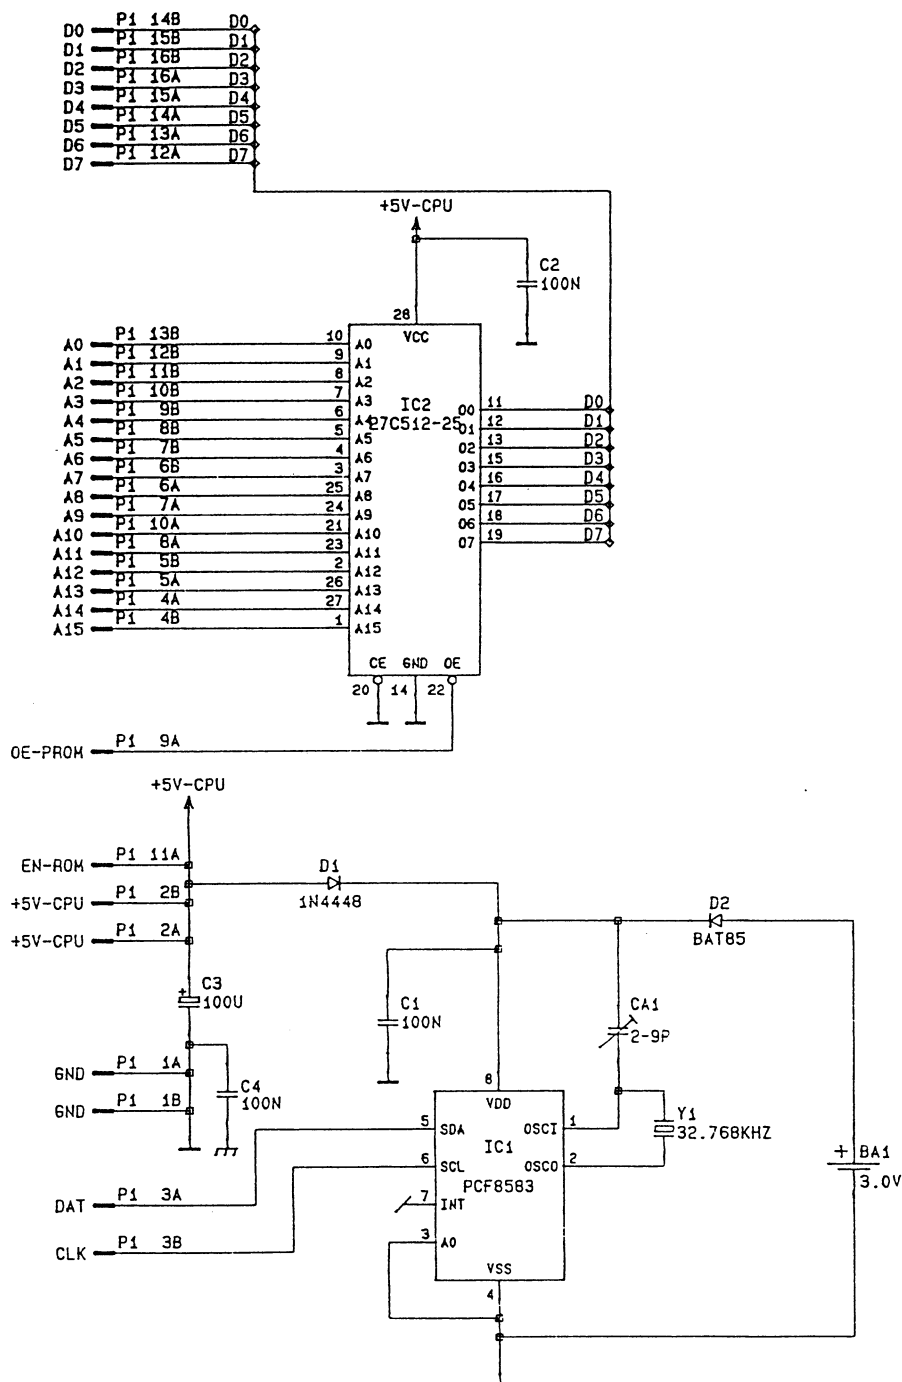 D0 P1 14B D0
D1 P1 15B D1
D2 P1 16B D2
D3 P1 16A D3
D4 P1 15A D4
D5 P1 14A D5
D6 P1 13A D6
D7 P1 12A D7
+5V-CPU
C2
100N
28
VCC
A0 P1 13B 10 A0
A1 P1 12B 9 A1
A2 P1 11B 8 A2
A3 P1 10B 7 A3
A4 P1 9B 6 A4
A5 P1 8B 5 A5
A6 P1 7B 4 A6
A7 P1 6B 3 A7
A8 P1 6A 25 A8
A9 P1 7A 24 A9
A10 P1 10A 21 A10
A11 P1 8A 23 A11
A12 P1 5B 2 A12
A13 P1 5A 26 A13
A14 P1 4A 27 A14
A15 P1 4B 1 A15
IC2
27C512-25
O0 11 D0
O1 12 D1
O2 13 D2
O3 15 D3
O4 16 D4
O5 17 D5
O6 18 D6
O7 19 D7
CE GND OE
20 14 22
OE-PROM P1 9A
+5V-CPU
EN-ROM P1 11A
+5V-CPU P1 2B
+5V-CPU P1 2A
D1
1N4448
D2
BAT85
+
C3
100U
C1
100N
CA1
2-9P
GND P1 1A
GND P1 1B
C4
100N
8
VDD
5 SDA
6 SCL
7 INT
3 A0
IC1
PCF8583
OSCI 1
OSCO 2
VSS
4
Y1
32.768KHZ
+ BA1
3.0V
DAT P1 3A
CLK P1 3B